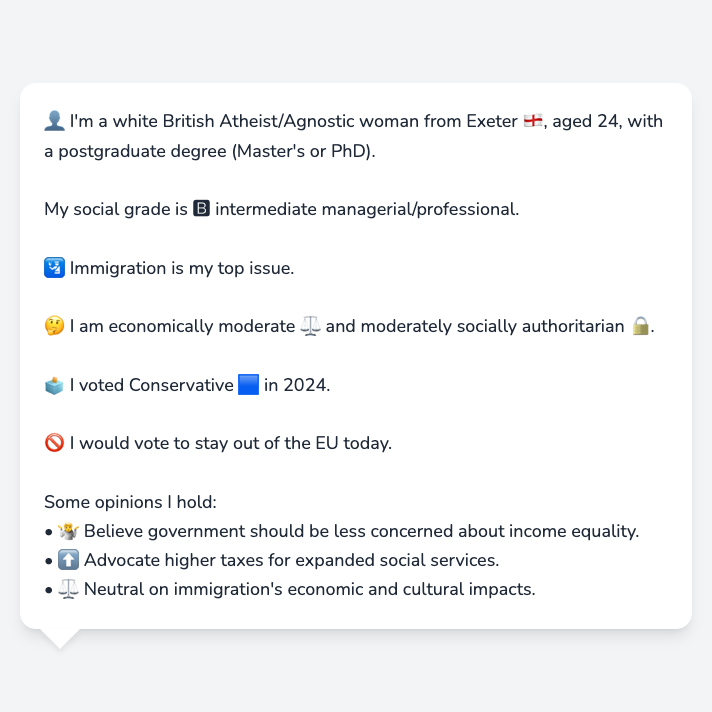 👤 I'm a white British Atheist/Agnostic woman from Exeter 🏴󠁧󠁢󠁥󠁮󠁧󠁿, aged 24, with
a postgraduate degree (Master's or PhD).
My social grade is 🅱 intermediate managerial/professional.
🛂 Immigration is my top issue.
🤔 I am economically moderate ⚖️ and moderately socially authoritarian 🔒.
🗳️ I voted Conservative 🟦 in 2024.
🚫 I would vote to stay out of the EU today.
Some opinions I hold:
• 🤷 Believe government should be less concerned about income equality.
• ⬆️ Advocate higher taxes for expanded social services.
• ⚖️ Neutral on immigration's economic and cultural impacts.